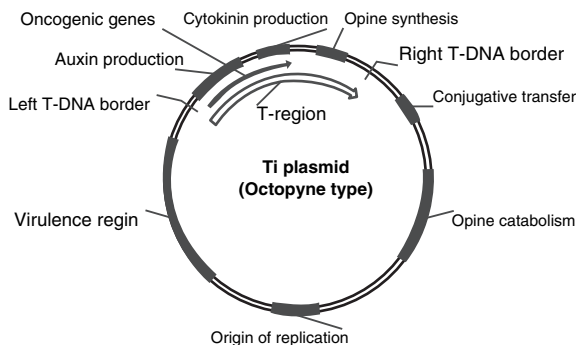 Oncogenic genes
Cytokinin production
Opine synthesis
Auxin production
Right T-DNA border
Left T-DNA border
Conjugative transfer
T-region
Ti plasmid
(Octopyne type)
Virulence regin
Opine catabolism
Origin of replication